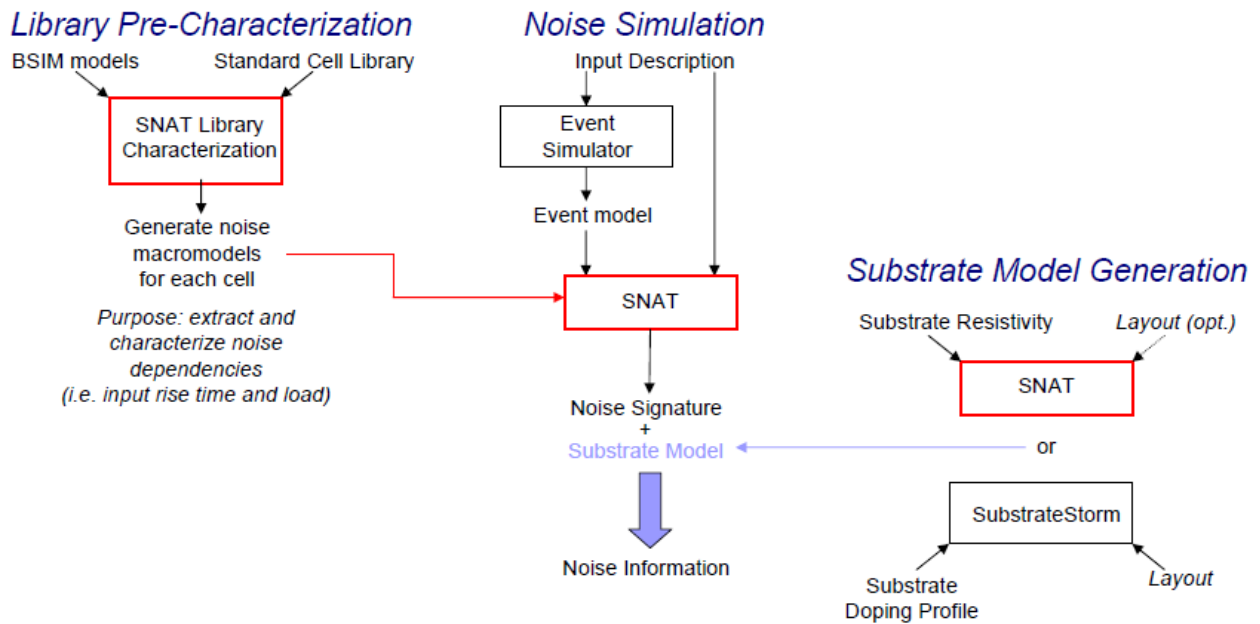 Library Pre-Characterization
BSIM models
Standard Cell Library
SNAT Library
Characterization
Generate noise
macromodels
for each cell
Purpose: extract and
characterize noise
dependencies
(i.e. input rise time and load)
Noise Simulation
Input Description
Event
Simulator
Event model
SNAT
Noise Signature
+
Substrate Model
Noise Information
Substrate Model Generation
Substrate Resistivity
Layout (opt.)
SNAT
or
SubstrateStorm
Substrate
Doping Profile
Layout